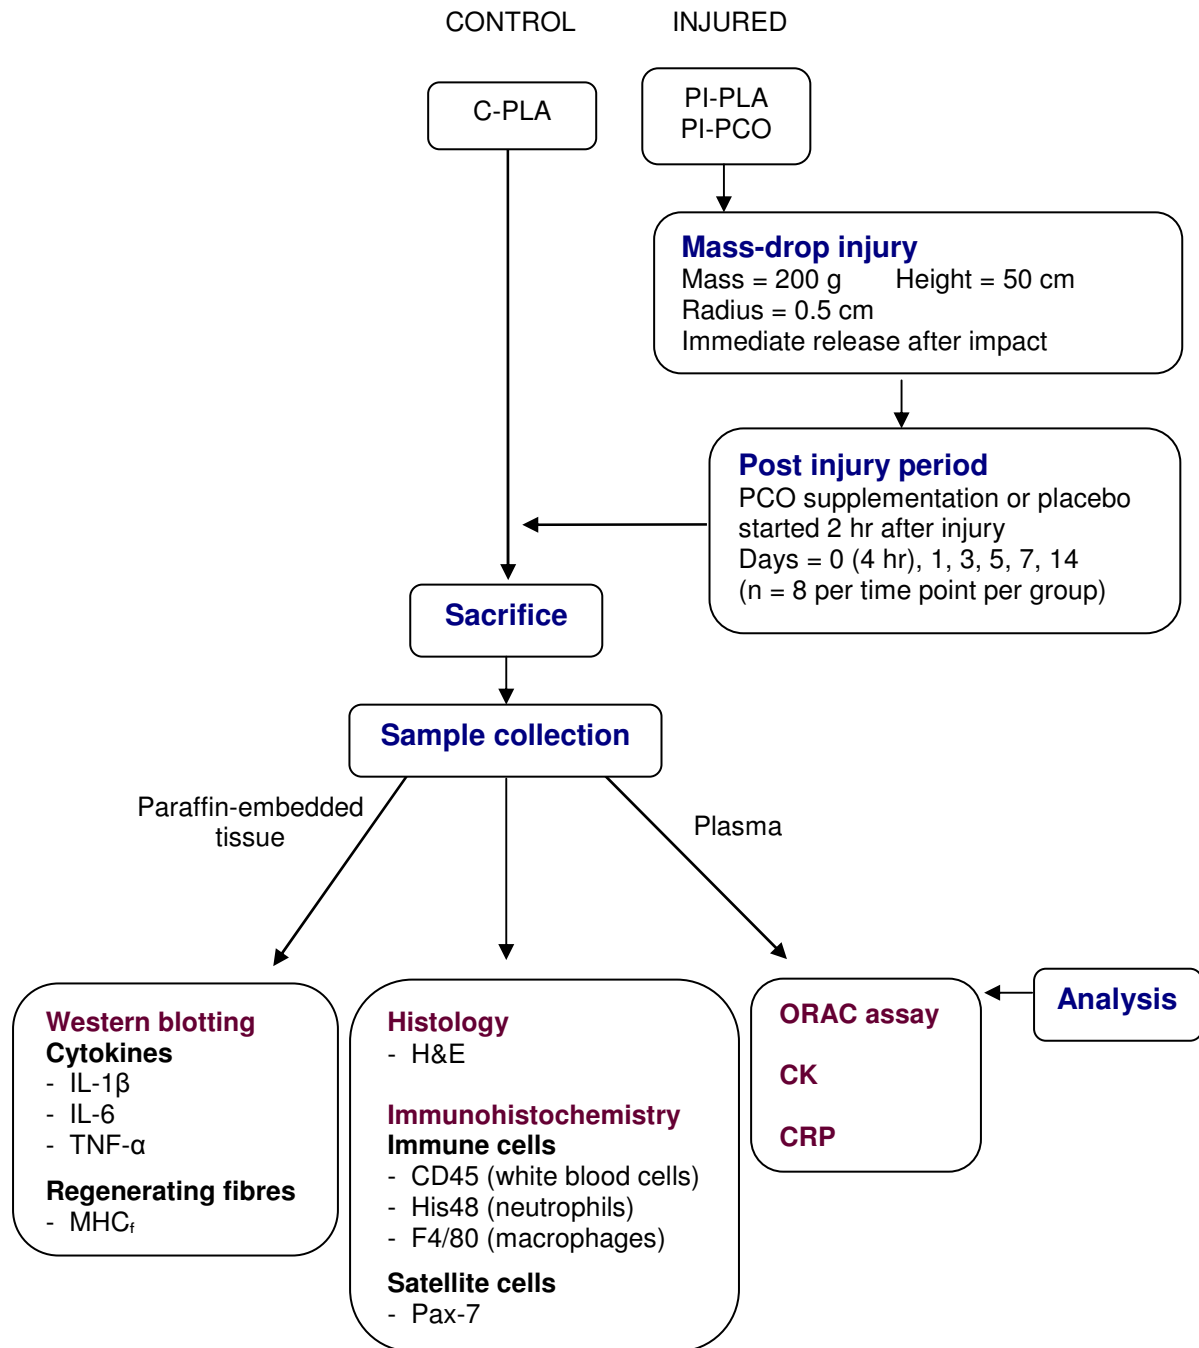 CONTROL
INJURED
C-PLA
PI-PLA
PI-PCO
Mass-drop injury
Mass = 200 g Height = 50 cm
Radius = 0.5 cm
Immediate release after impact
Post injury period
PCO supplementation or placebo
started 2 hr after injury
Days = 0 (4 hr), 1, 3, 5, 7, 14
(n = 8 per time point per group)
Sacrifice
Sample collection
Paraffin-embedded
tissue
Plasma
Western blotting
Cytokines
- IL-1β
- IL-6
- TNF-α
Regenerating fibres
- MHCf
Histology
- H&E
Immunohistochemistry
Immune cells
- CD45 (white blood cells)
- His48 (neutrophils)
- F4/80 (macrophages)
Satellite cells
- Pax-7
ORAC assay
CK
CRP
Analysis